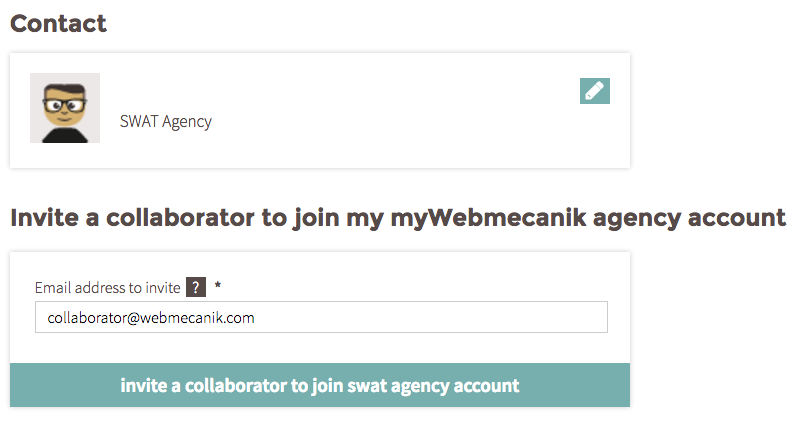 Contact
SWAT Agency
Invite a collaborator to join my myWebmecanik agency account
Email address to invite ? *
collaborator@webmecanik.com
invite a collaborator to join swat agency account